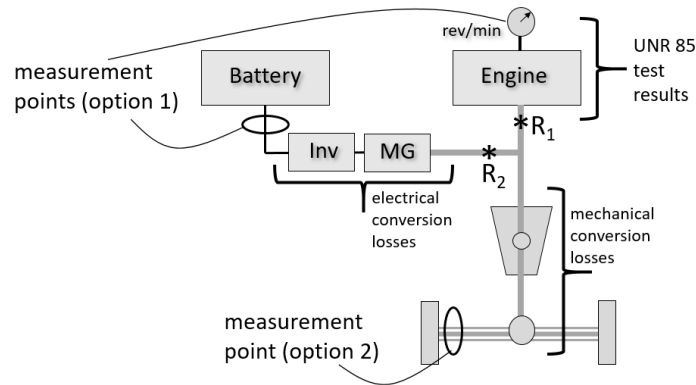 rev/min
UNR 85
test
results
measurement
points (option 1)
Battery
Engine
*R1
Inv
MG
*
R2
electrical
conversion
losses
mechanical
conversion
losses
measurement
point (option 2)